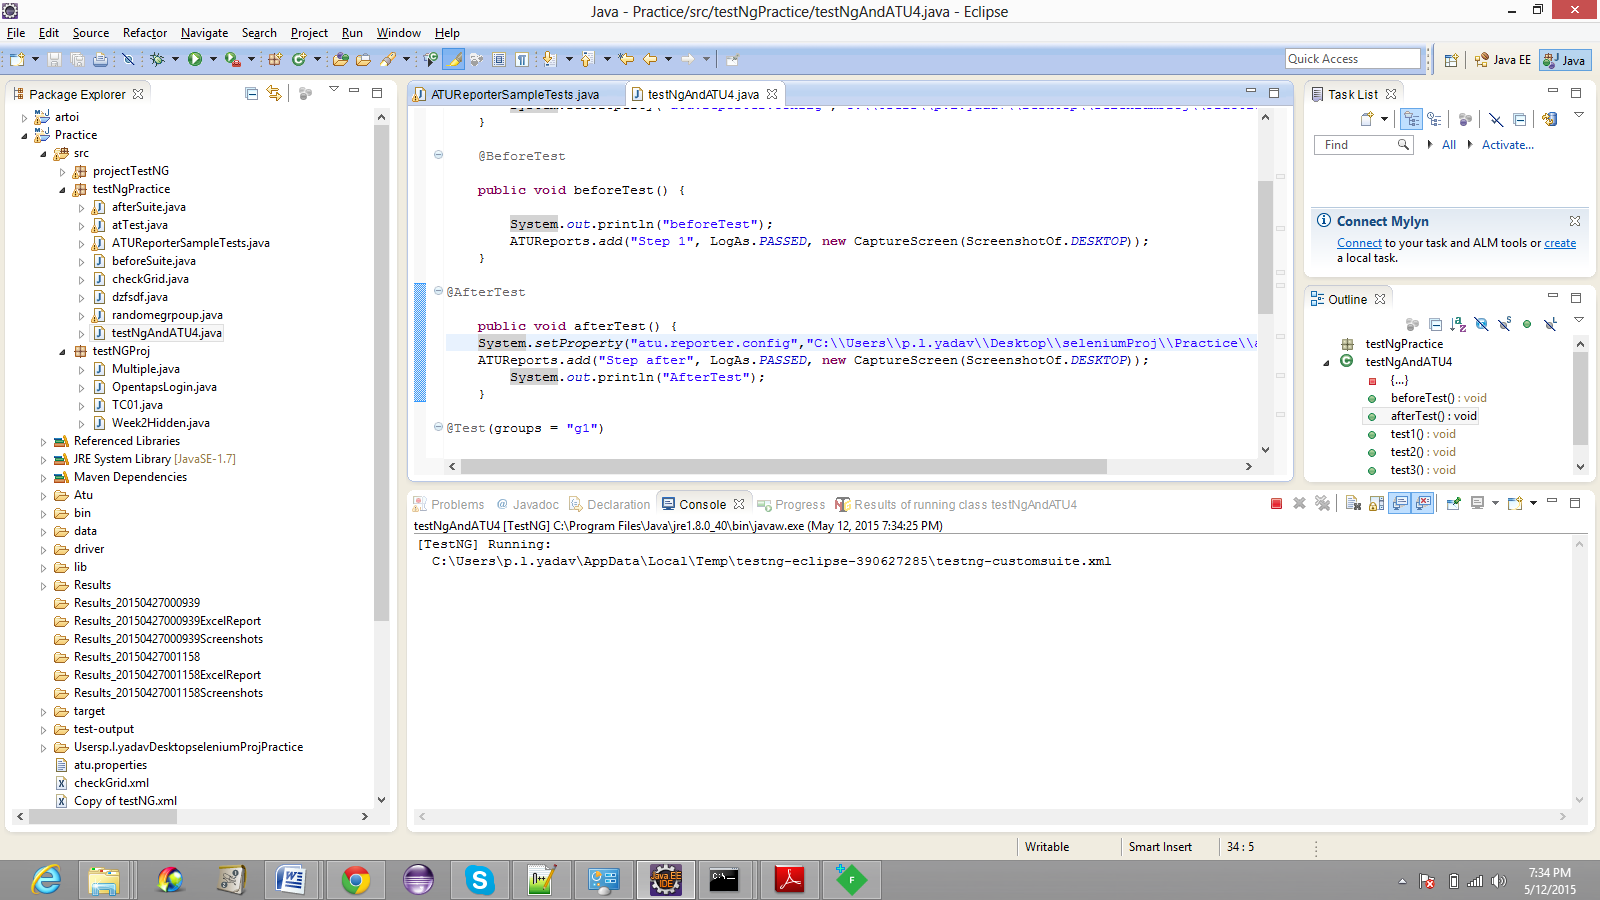 Java - Practice/src/testNgPractice/testNgAndATU4.java - Eclipse
File Edit Source Refactor Navigate Search Project Run Window Help
Quick Access
Java EE
Java
Package Explorer
artoi
Practice
src
projectTestNG
testNgPractice
afterSuite.java
atTest.java
ATUReporterSampleTests.java
beforeSuite.java
checkGrid.java
dzfsdf.java
randomegrpoup.java
testNgAndATU4.java
testNGProj
Multiple.java
OpentapsLogin.java
TC01.java
Week2Hidden.java
Referenced Libraries
JRE System Library [JavaSE-1.7]
Maven Dependencies
Atu
bin
data
driver
lib
Results
Results_20150427000939
Results_20150427000939ExcelReport
Results_20150427000939Screenshots
Results_20150427001158
Results_20150427001158ExcelReport
Results_20150427001158Screenshots
target
test-output
Usersp.l.yadavDesktopseleniumProjPractice
atu.properties
checkGrid.xml
Copy of testNG.xml
ATUReporterSampleTests.java
testNgAndATU4.java
}
@BeforeTest
public void beforeTest() {
System.out.println("beforeTest");
ATUReports.add("Step 1", LogAs.PASSED, new CaptureScreen(ScreenshotOf.DESKTOP));
}
@AfterTest
public void afterTest() {
System.setProperty("atu.reporter.config","C:\\Users\\p.l.yadav\\Desktop\\seleniumProj\\Practice\\
ATUReports.add("Step after", LogAs.PASSED, new CaptureScreen(ScreenshotOf.DESKTOP));
System.out.println("AfterTest");
}
@Test(groups = "g1")
Task List
Find
All
Activate...
Connect Mylyn
Connect to your task and ALM tools or create
a local task.
Outline
testNgPractice
testNgAndATU4
{...}
beforeTest() : void
afterTest() : void
test1() : void
test2() : void
test3() : void
Problems
@ Javadoc
Declaration
Console
Progress
Results of running class testNgAndATU4
testNgAndATU4 [TestNG] C:\Program Files\Java\jre1.8.0_40\bin\javaw.exe (May 12, 2015 7:34:25 PM)
[TestNG] Running:
C:\Users\p.l.yadav\AppData\Local\Temp\testng-eclipse-390627285\testng-customsuite.xml
Writable
Smart Insert
34 : 5
7:34 PM
5/12/2015